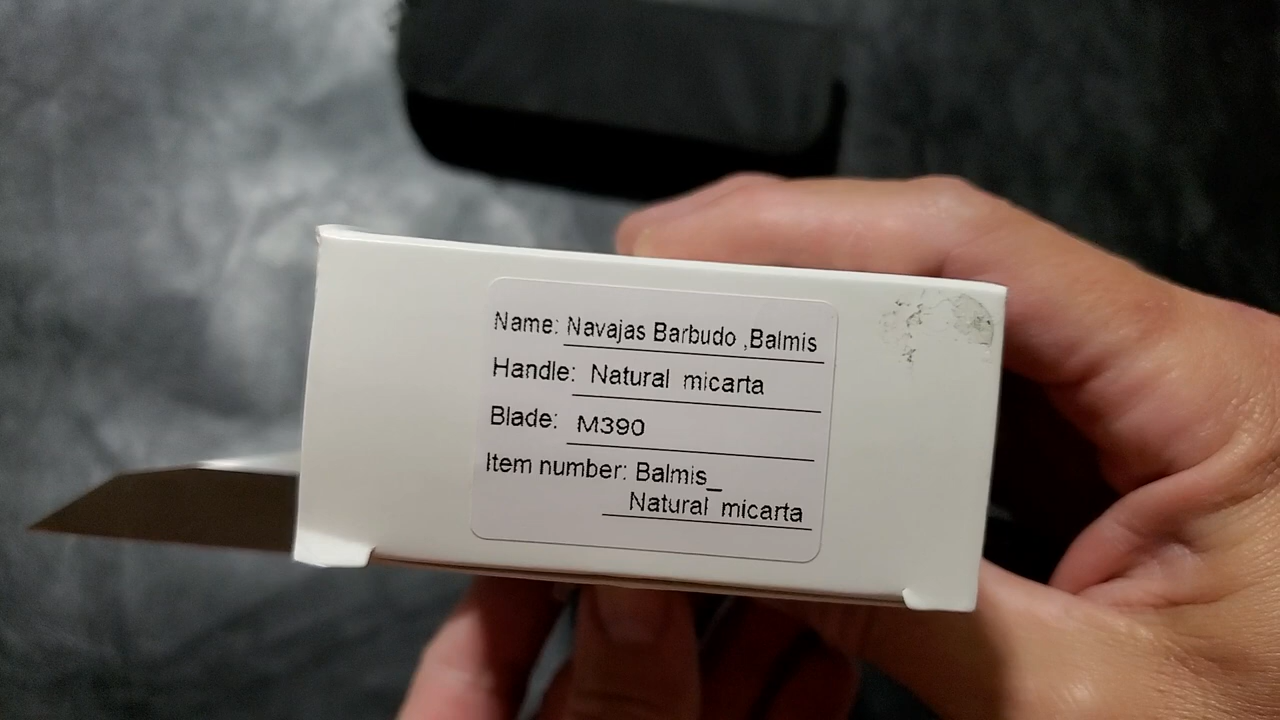 Name: Navajas Barbudo ,Balmis
Handle: Natural micarta
Blade: M390
Item number: Balmis_
Natural micarta